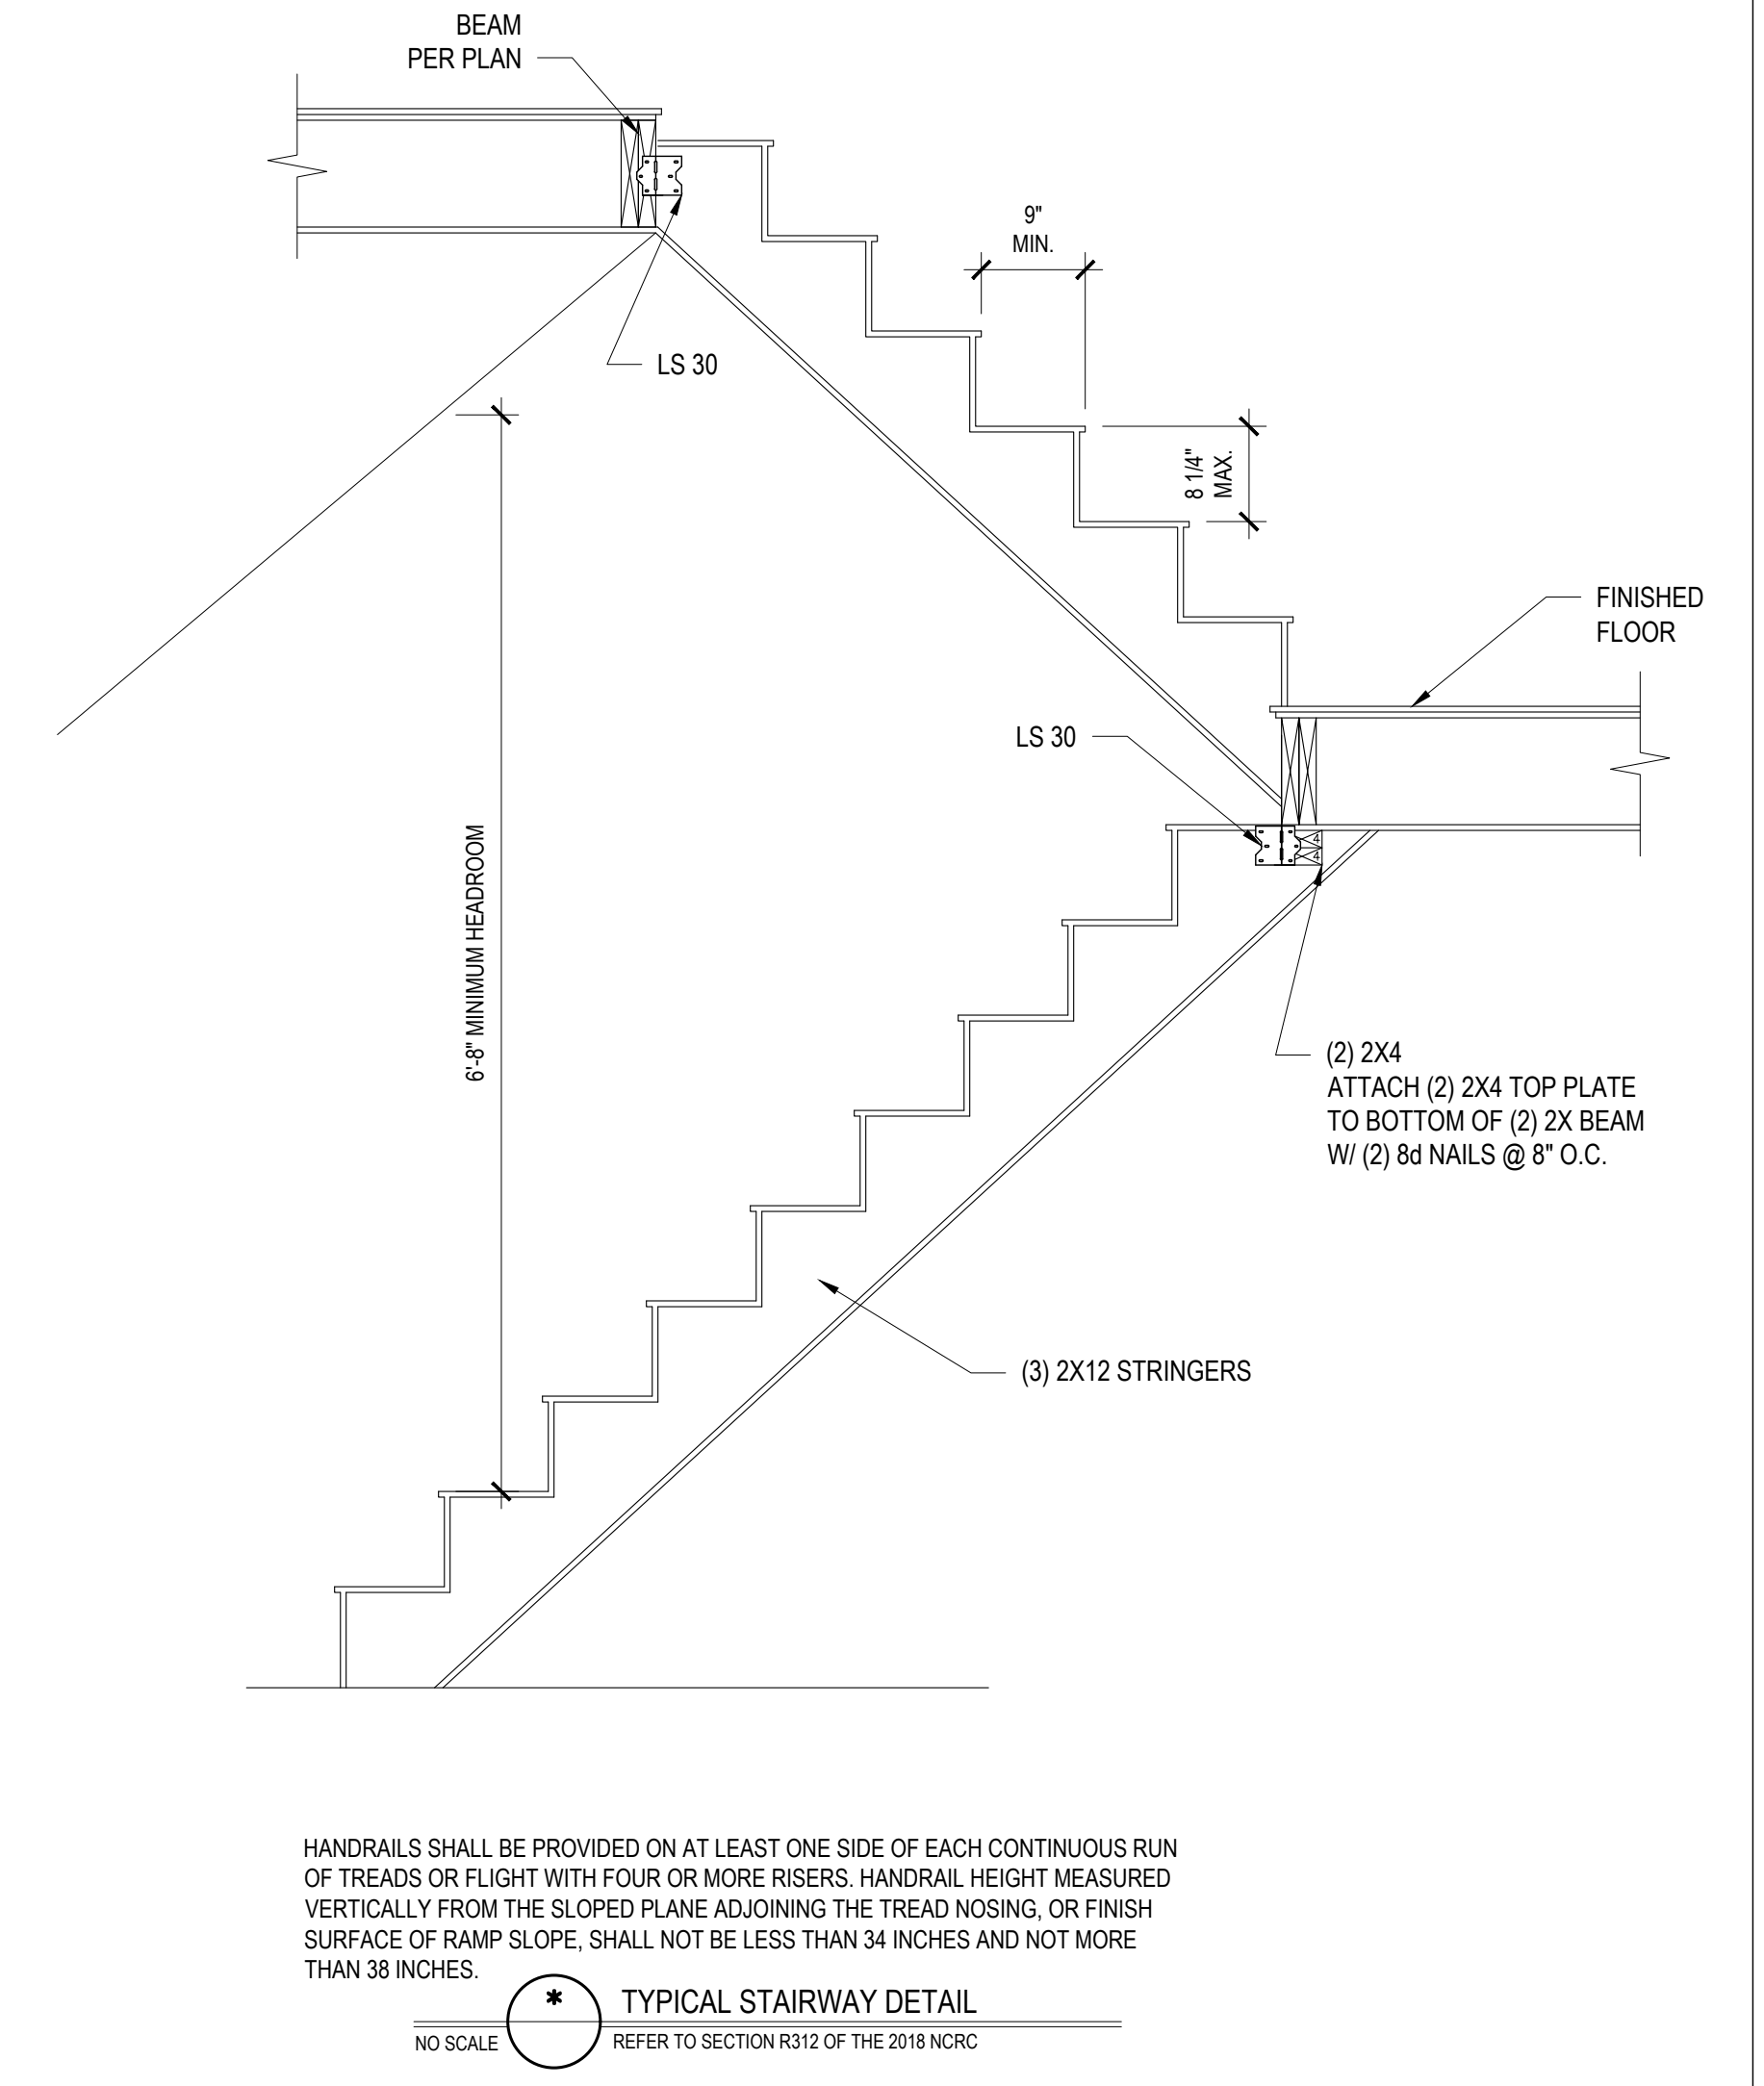 BEAM
PER PLAN
9"
MIN.
LS 30
8 1/4"
MAX.
FINISHED
FLOOR
LS 30
4
4
6'-8" MINIMUM HEADROOM
(2) 2X4
ATTACH (2) 2X4 TOP PLATE
TO BOTTOM OF (2) 2X BEAM
W/ (2) 8d NAILS @ 8" O.C.
(3) 2X12 STRINGERS
HANDRAILS SHALL BE PROVIDED ON AT LEAST ONE SIDE OF EACH CONTINUOUS RUN
OF TREADS OR FLIGHT WITH FOUR OR MORE RISERS. HANDRAIL HEIGHT MEASURED
VERTICALLY FROM THE SLOPED PLANE ADJOINING THE TREAD NOSING, OR FINISH
SURFACE OF RAMP SLOPE, SHALL NOT BE LESS THAN 34 INCHES AND NOT MORE
THAN 38 INCHES.
*
TYPICAL STAIRWAY DETAIL
NO SCALE
REFER TO SECTION R312 OF THE 2018 NCRC